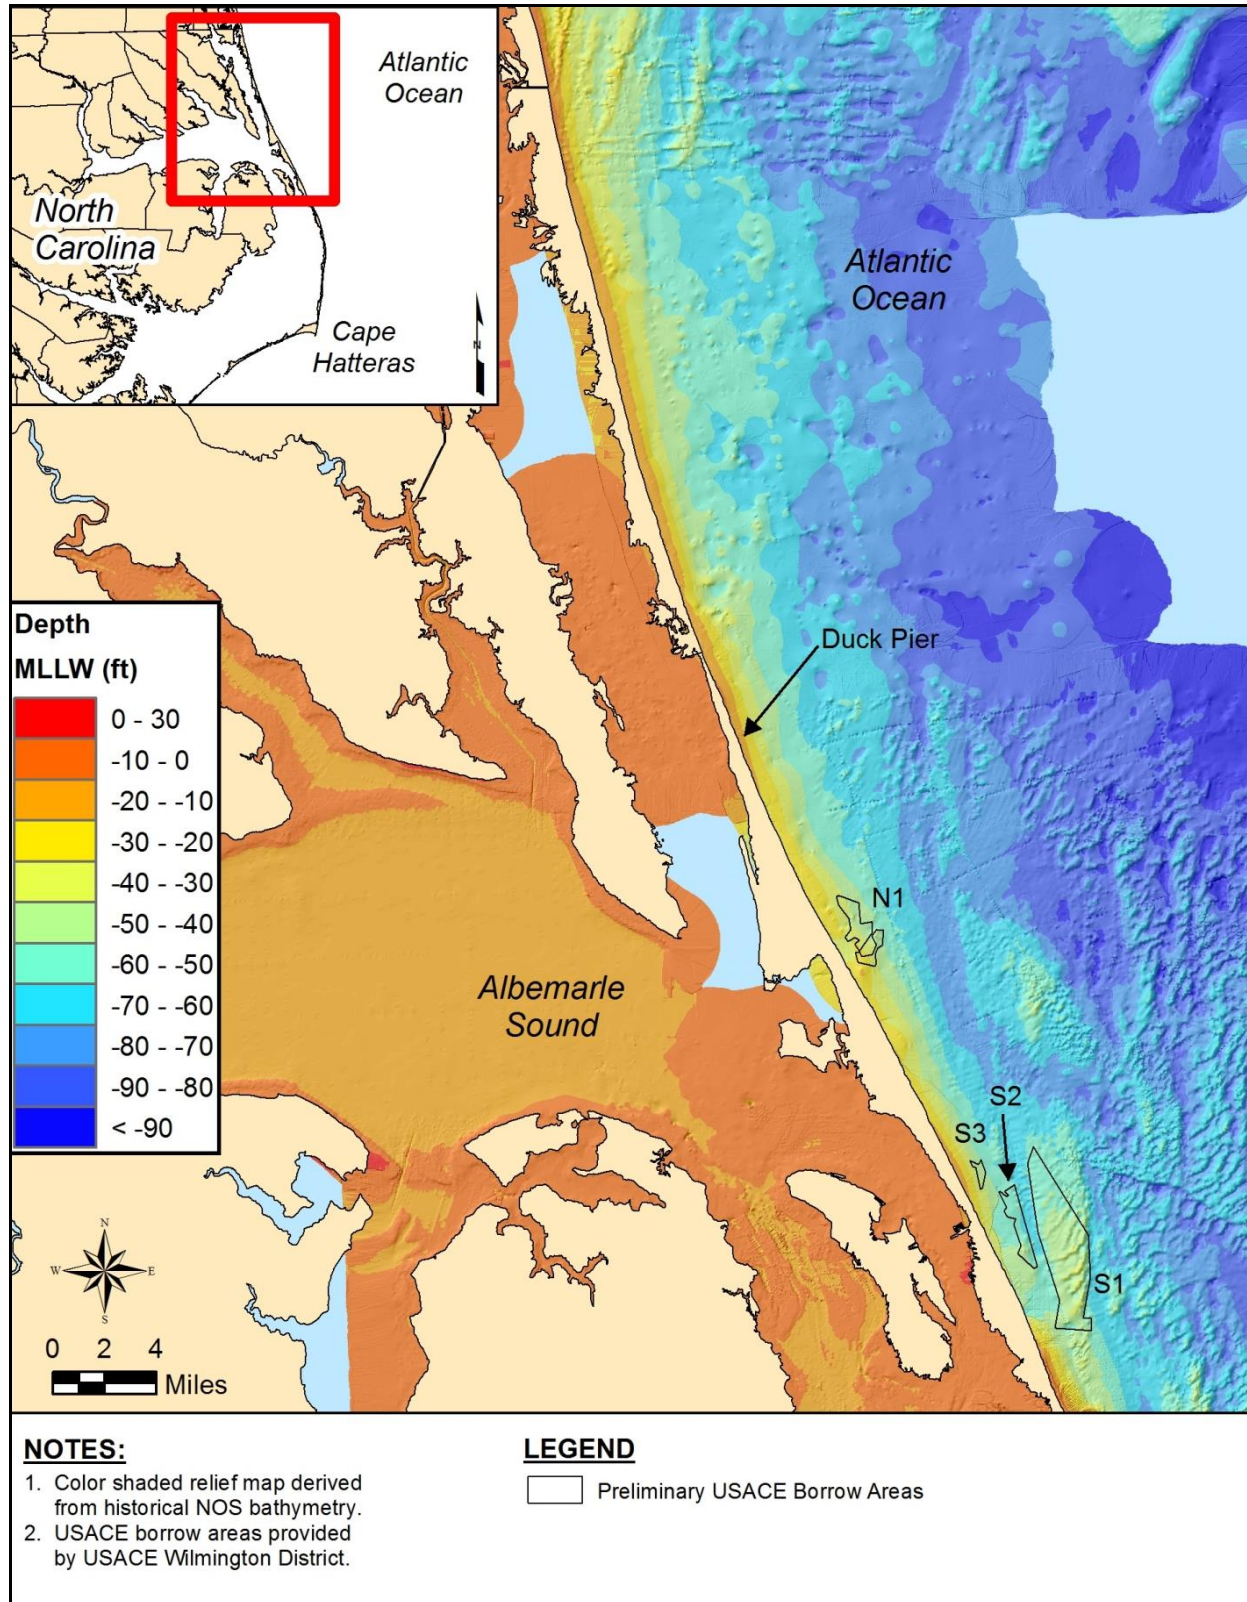 Atlantic
Ocean
North
Carolina
Cape
Hatteras
N
Atlantic
Ocean
Duck Pier
Depth
MLLW (ft)
0 - 30
-10 - 0
-20 - -10
-30 - -20
-40 - -30
-50 - -40
-60 - -50
-70 - -60
-80 - -70
-90 - -80
< -90
N1
Albemarle
Sound
S2
S3
S1
N
W E
S
0 2 4
Miles
NOTES:
1. Color shaded relief map derived
from historical NOS bathymetry.
2. USACE borrow areas provided
by USACE Wilmington District.
LEGEND
Preliminary USACE Borrow Areas